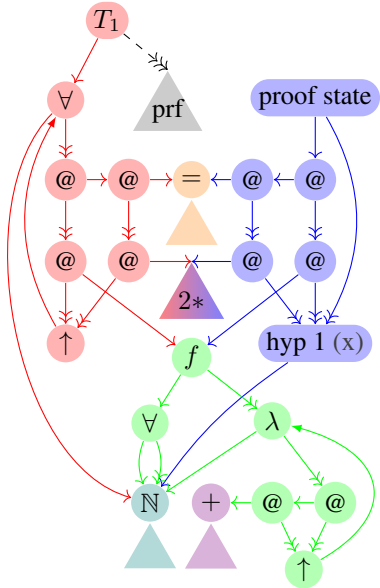 T₁
∀ prf proof state
@ @ = @ @
@ @ 2* @ @
↑ f hyp 1 (x)
∀ λ
ℕ + @ @
↑